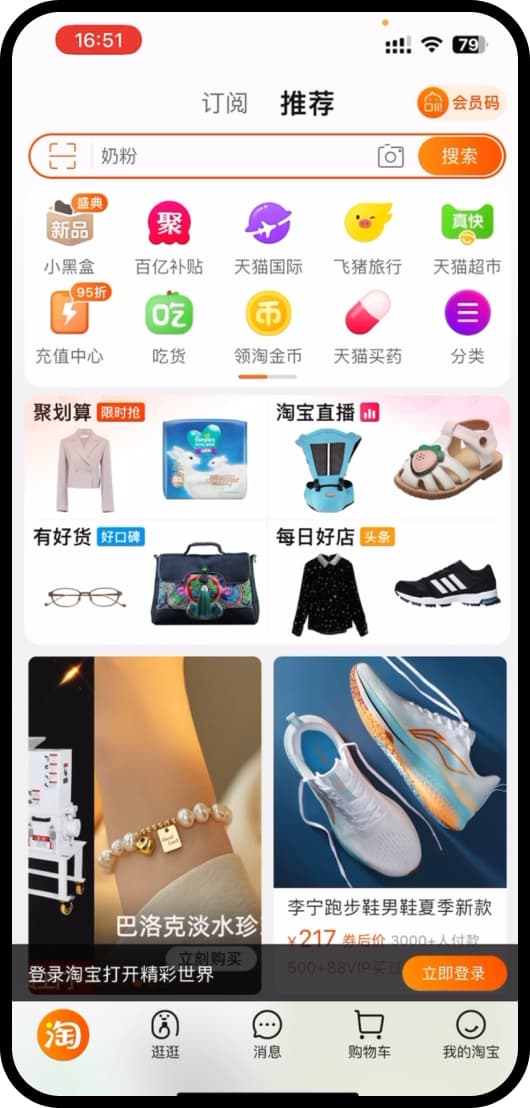 16:51
79
订阅 推荐
会员码
奶粉
搜索
盛典
新品
聚
真快
小黑盒 百亿补贴 天猫国际 飞猪旅行 天猫超市
95折
吃
币
充值中心 吃货 领淘金币 天猫买药 分类
聚划算 限时抢
淘宝直播
有好货 好口碑
每日好店 头条
巴洛克淡水珍
立刻购买
李宁跑步鞋男鞋夏季新款
¥217 券后价 3000+人付款
500+88VIP买过
登录淘宝打开精彩世界
立即登录
淘
逛逛 消息 购物车 我的淘宝